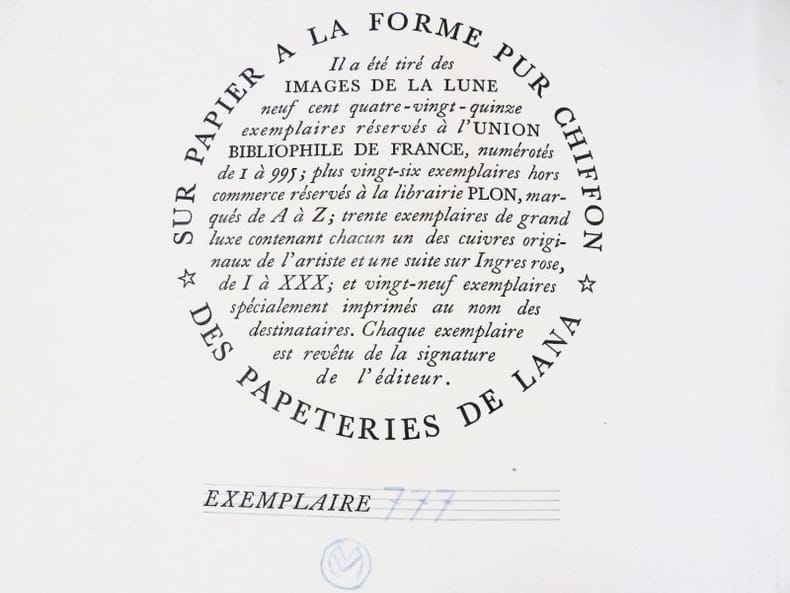 SUR PAPIER A LA FORME PUR CHIFFON
☆ DES PAPETERIES DE LANA ☆
Il a été tiré des
IMAGES DE LA LUNE
neuf cent quatre-vingt-quinze
exemplaires réservés à l'UNION
BIBLIOPHILE DE FRANCE, numérotés
de 1 à 995; plus vingt-six exemplaires hors
commerce réservés à la librairie PLON, mar-
qués de A à Z; trente exemplaires de grand
luxe contenant chacun un des cuivres origi-
naux de l'artiste et une suite sur Ingres rose,
de I à XXX; et vingt-neuf exemplaires
spécialement imprimés au nom des
destinataires. Chaque exemplaire
est revêtu de la signature
de l'éditeur.
EXEMPLAIRE 777